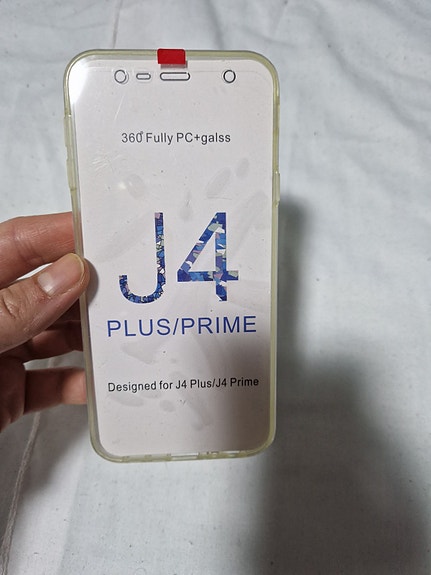 360° Fully PC+galss
J4
PLUS/PRIME
Designed for J4 Plus/J4 Prime